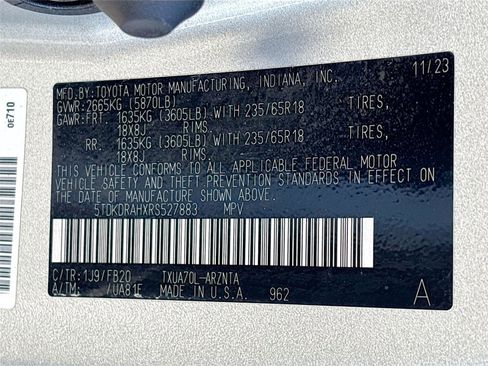 MFD.BY:TOYOTA MOTOR MANUFACTURING, INDIANA, INC. 11/23
GVWR:2665KG (5870LB)
GAWR:FRT. 1635KG (3605LB) WITH 235/65R18 TIRES,
18X8J RIMS.
RR. 1635KG (3605LB) WITH 235/65R18 TIRES,
18X8J RIMS.
THIS VEHICLE CONFORMS TO ALL APPLICABLE FEDERAL MOTOR
VEHICLE SAFETY AND THEFT PREVENTION STANDARDS IN EFFECT ON
THE DATE OF MANUFACTURE SHOWN ABOVE.
5TDKDRAHXRS527883 MPV
C/TR:1J9/FB20 TXUA70L-ARZNTA
A/TM: /UA81F MADE IN U.S.A. 962 A
0E710